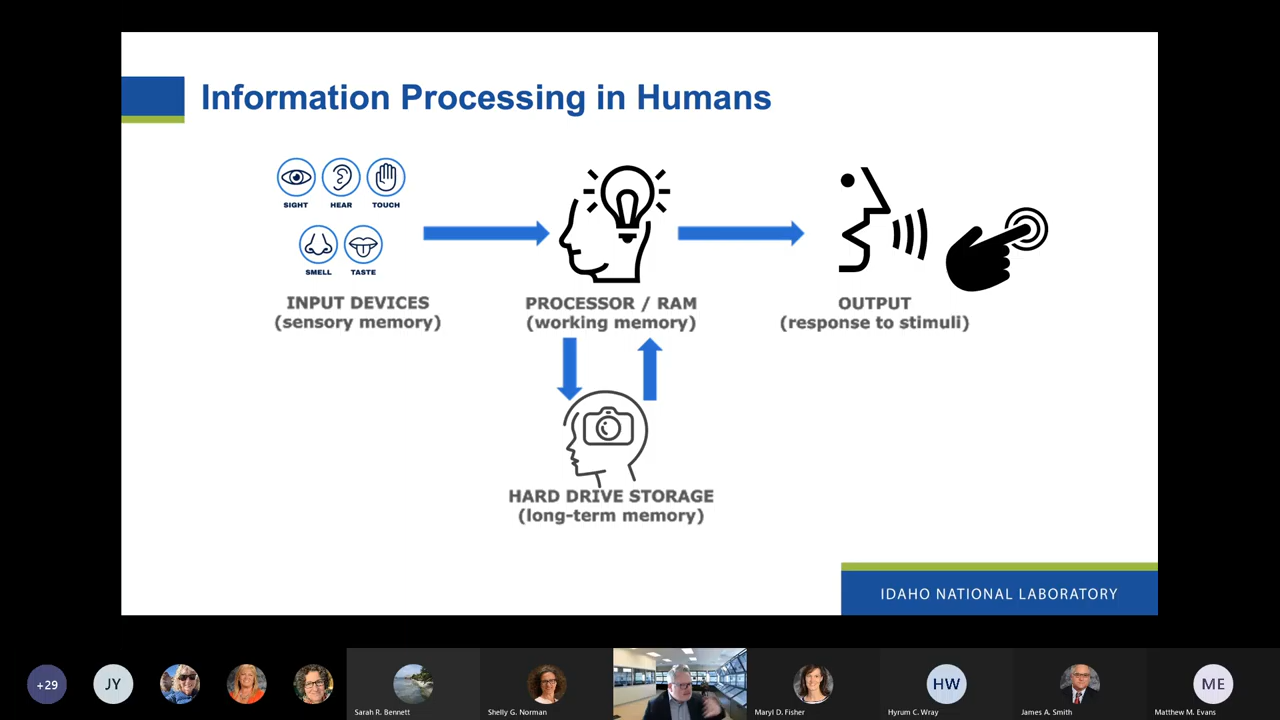 Information Processing in Humans
SIGHT HEAR TOUCH
SMELL TASTE
INPUT DEVICES
(sensory memory)
PROCESSOR / RAM
(working memory)
OUTPUT
(response to stimuli)
HARD DRIVE STORAGE
(long-term memory)
IDAHO NATIONAL LABORATORY
+29
JY
HW
ME
Sarah R. Bennett
Shelly G. Norman
Maryl D. Fisher
Hyrum C. Wray
James A. Smith
Matthew M. Evans